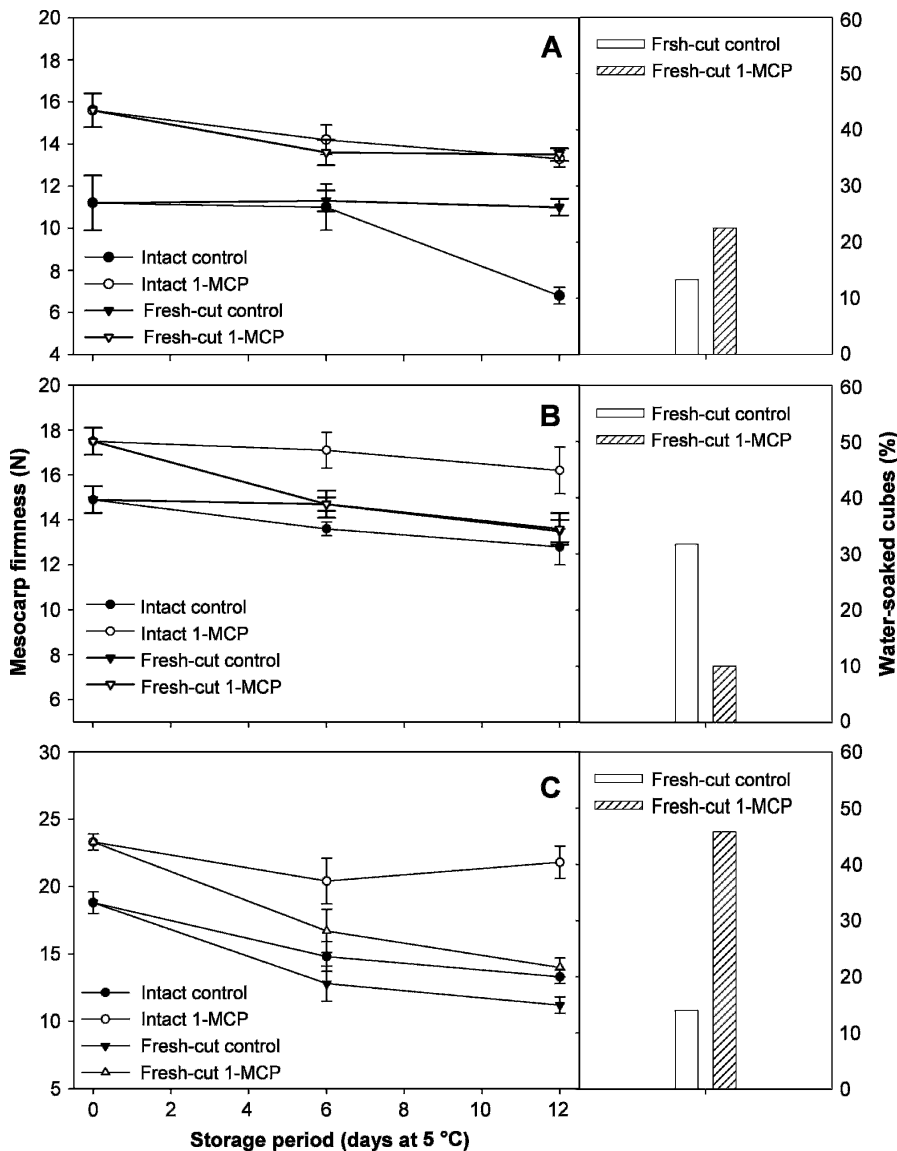 20
18
16
14
12
10
8
6
4
A
Intact control
Intact 1-MCP
Fresh-cut control
Fresh-cut 1-MCP
Frsh-cut control
Fresh-cut 1-MCP
60
50
40
30
20
10
0
Mesocarp firmness (N)
20
18
16
14
12
10
18
14
9
8
7
6
B
Intact control
Intact 1-MCP
Fresh-cut control
Fresh-cut 1-MCP
Fresh-cut control
Fresh-cut 1-MCP
60
50
40
30
20
10
0
Water-soaked cubes (%)
30
25
20
15
10
5
C
Intact control
Intact 1-MCP
Fresh-cut control
Fresh-cut 1-MCP
Fresh-cut control
Fresh-cut 1-MCP
60
50
40
30
20
10
0
0 2 4 6 8 10 12
Storage period (days at 5 °C)